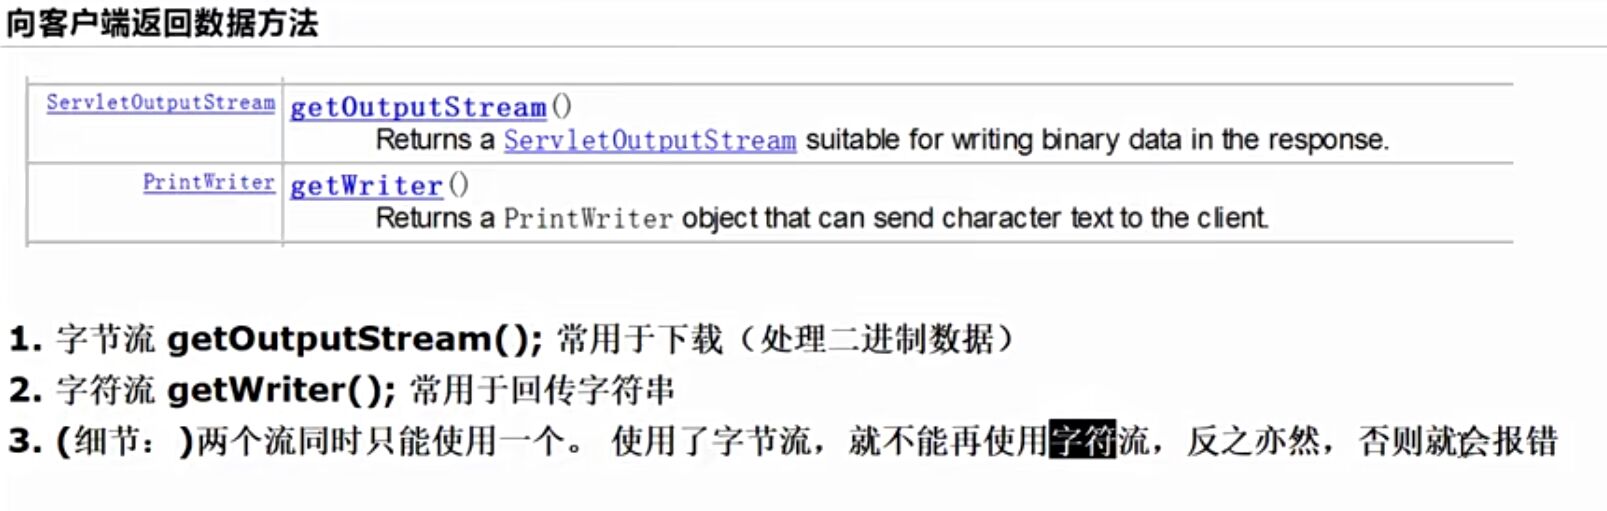 向客户端返回数据方法
ServletOutputStream getOutputStream()
Returns a ServletOutputStream suitable for writing binary data in the response.
PrintWriter getWriter()
Returns a PrintWriter object that can send character text to the client.
1. 字节流 getOutputStream(); 常用于下载（处理二进制数据）
2. 字符流 getWriter(); 常用于回传字符串
3. (细节：)两个流同时只能使用一个。 使用了字节流，就不能再使用字符流，反之亦然，否则就会报错